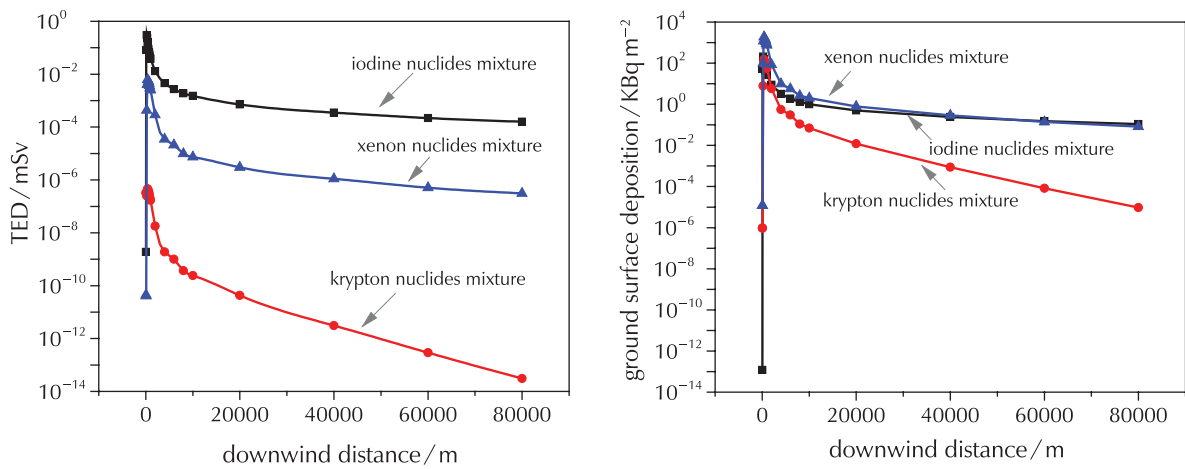 10⁰
10⁻²
10⁻⁴
10⁻⁶
10⁻⁸
10⁻¹⁰
10⁻¹²
10⁻¹⁴
TED / mSv
iodine nuclides mixture
xenon nuclides mixture
krypton nuclides mixture
0 20000 40000 60000 80000
downwind distance / m
10⁴
10²
10⁰
10⁻²
10⁻⁴
10⁻⁶
10⁻⁸
10⁻¹⁰
10⁻¹²
10⁻¹⁴
ground surface deposition / KBq m⁻²
xenon nuclides mixture
iodine nuclides mixture
krypton nuclides mixture
0 20000 40000 60000 80000
downwind distance / m